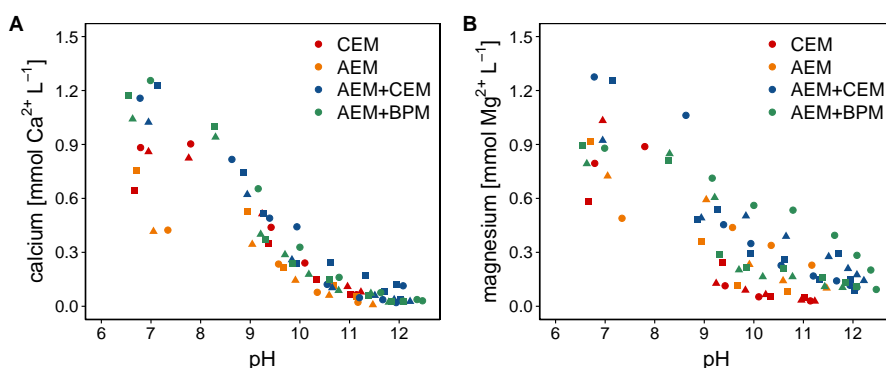 A
calcium [mmol Ca²⁺ L⁻¹]
1.5
1.2
0.9
0.6
0.3
0.0
CEM
AEM
AEM+CEM
AEM+BPM
6 7 8 9 10 11 12
pH
B
magnesium [mmol Mg²⁺ L⁻¹]
1.5
1.2
0.9
0.6
0.3
0.0
CEM
AEM
AEM+CEM
AEM+BPM
6 7 8 9 10 11 12
pH